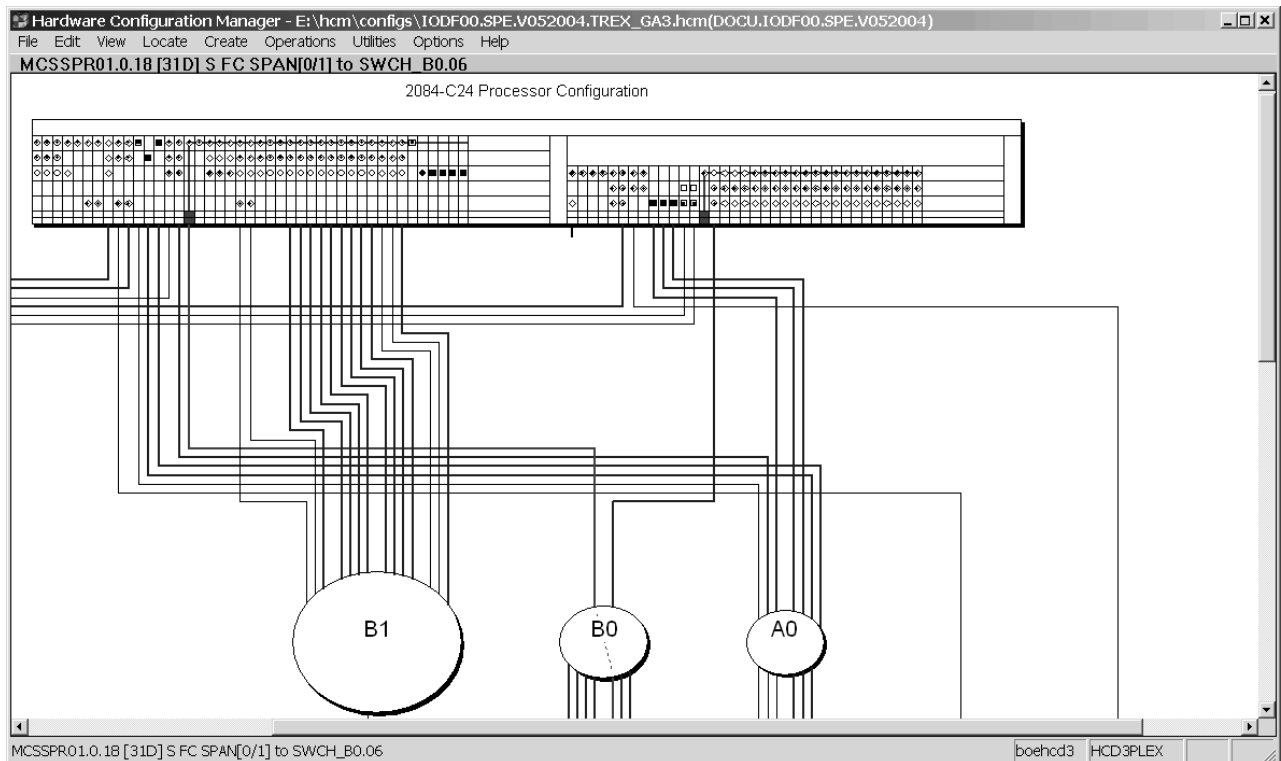 Hardware Configuration Manager - E:\hcm\configs\IODF00.SPE.V052004.TREX_GA3.hcm(DOCU.IODF00.SPE.V052004)
File Edit View Locate Create Operations Utilities Options Help
MCSSPR01.0.18 [31D] S FC SPAN[0/1] to SWCH_B0.06
2084-C24 Processor Configuration
B1
B0
A0
MCSSPR01.0.18 [31D] S FC SPAN[0/1] to SWCH_B0.06
boehcd3
HCD3PLEX